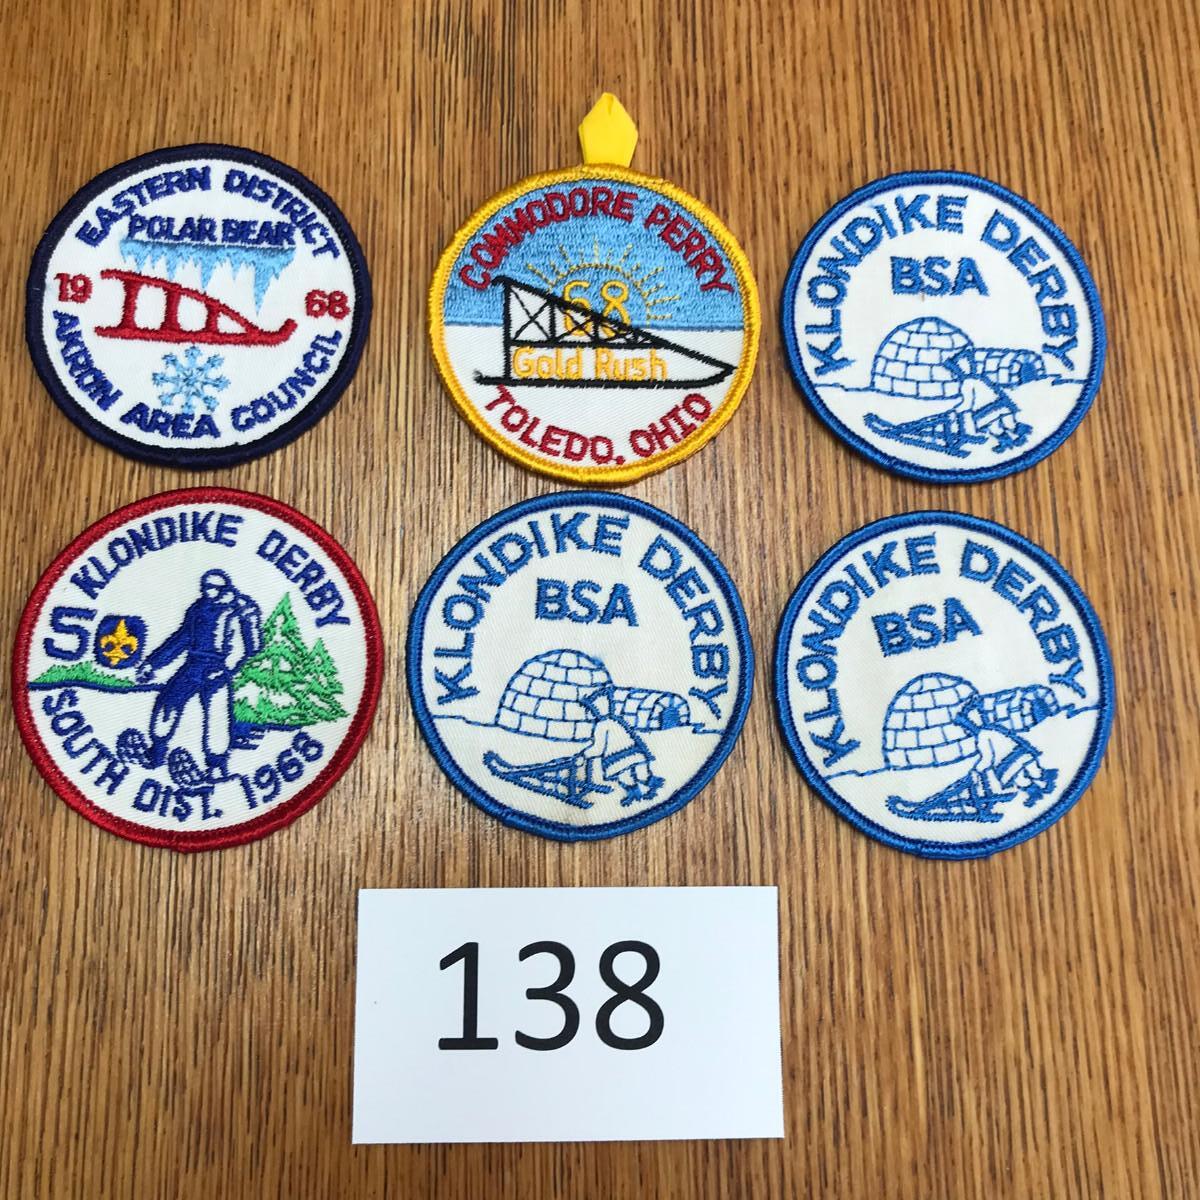 EASTERN DISTRICT
POLAR BEAR
19 68
AKRON AREA COUNCIL
COMMODORE PERRY
68
Gold Rush
TOLEDO, OHIO
KLONDIKE DERBY
BSA
KLONDIKE DERBY
50
SOUTH DIST. 1968
KLONDIKE DERBY
BSA
KLONDIKE DERBY
BSA
138